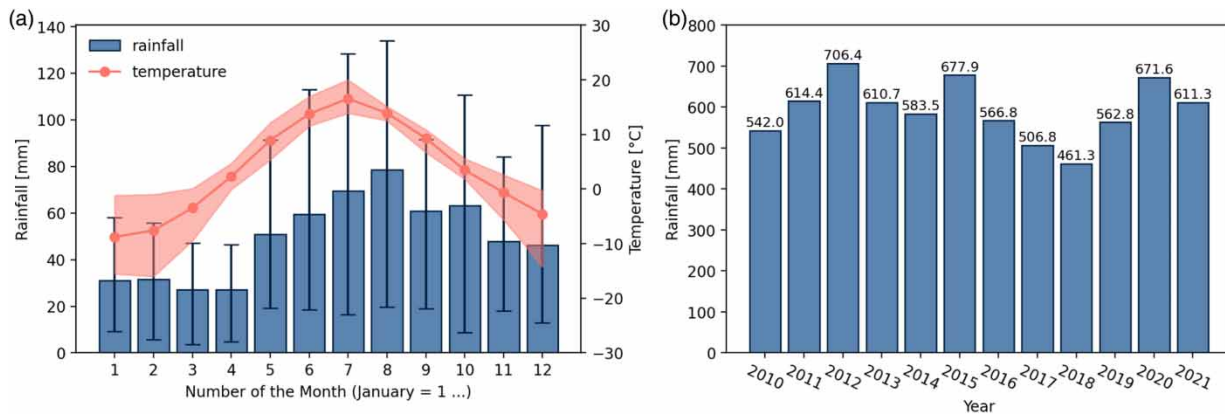 (a)
rainfall
temperature
140
120
100
80
60
40
20
0
Rainfall [mm]
30
20
10
0
−10
−20
−30
Temperature [°C]
1 2 3 4 5 6 7 8 9 10 11 12
Number of the Month (January = 1 ...)
(b)
800
700
600
500
400
300
200
100
0
Rainfall [mm]
542.0 614.4 706.4 610.7 583.5 677.9 566.8 506.8 461.3 562.8 671.6 611.3
2010 2011 2012 2013 2014 2015 2016 2017 2018 2019 2020 2021
Year